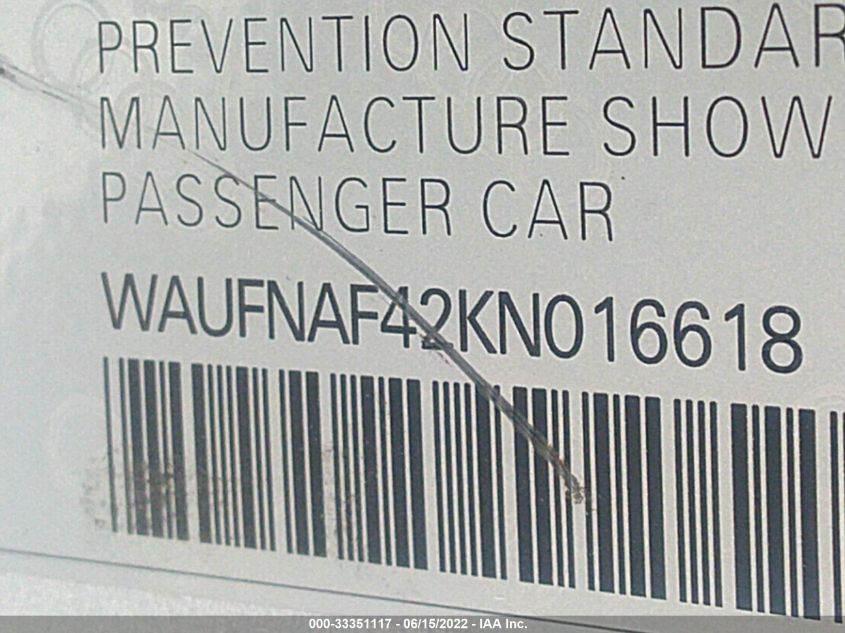 PREVENTION STANDAR
MANUFACTURE SHOW
PASSENGER CAR
WAUFNAF42KN016618
000-33351117 - 06/15/2022 - IAA Inc.